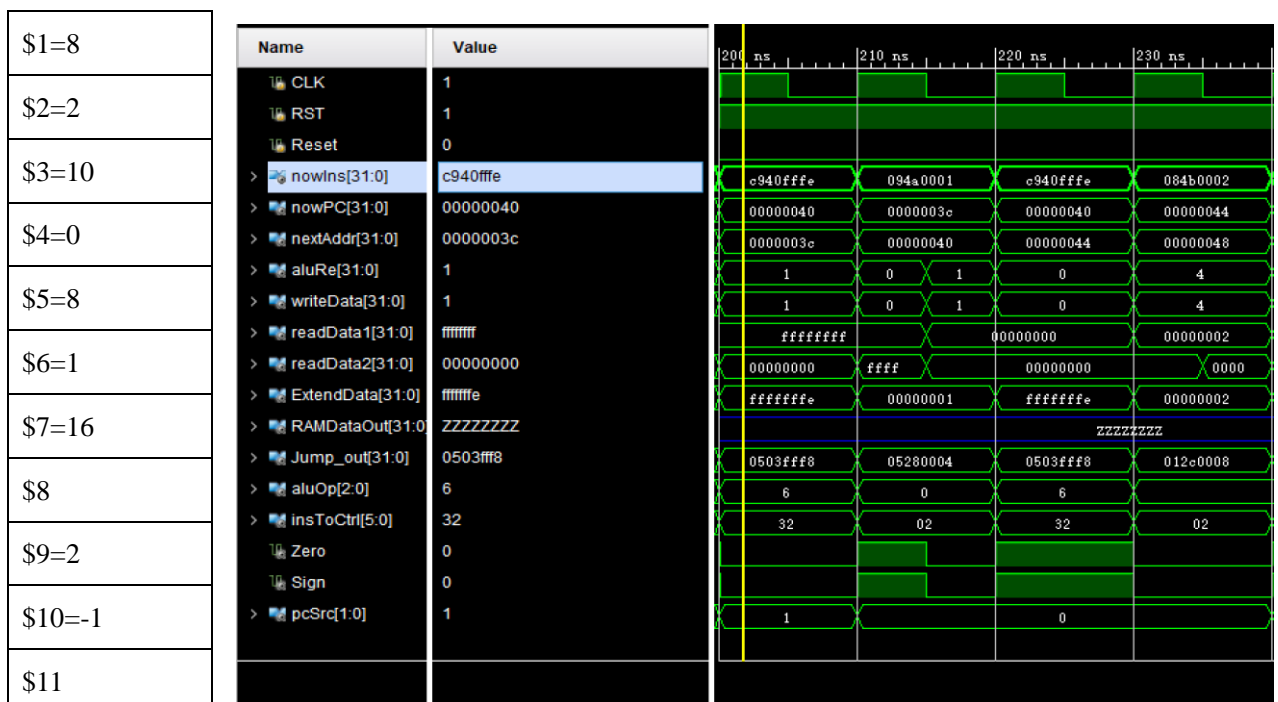 $1=8
$2=2
$3=10
$4=0
$5=8
$6=1
$7=16
$8
$9=2
$10=-1
$11
Name Value 200 ns 210 ns 220 ns 230 ns
CLK 1
RST 1
Reset 0
nowIns[31:0] c940fffe c940fffe 094a0001 c940fffe 084b0002
nowPC[31:0] 00000040 00000040 0000003c 00000040 00000044
nextAddr[31:0] 0000003c 0000003c 00000040 00000044 00000048
aluRe[31:0] 1 1 0 1 0 4
writeData[31:0] 1 1 0 1 0 4
readData1[31:0] ffffffff ffffffff 00000000 00000002
readData2[31:0] 00000000 00000000 ffff 00000000 0000
ExtendData[31:0] fffffffe fffffffe 00000001 fffffffe 00000002
RAMDataOut[31:0] ZZZZZZZZ ZZZZZZZZ
Jump_out[31:0] 0503fff8 0503fff8 05280004 0503fff8 012c0008
aluOp[2:0] 6 6 0 6
insToCtrl[5:0] 32 32 02 32 02
Zero 0
Sign 0
pcSrc[1:0] 1 1 0